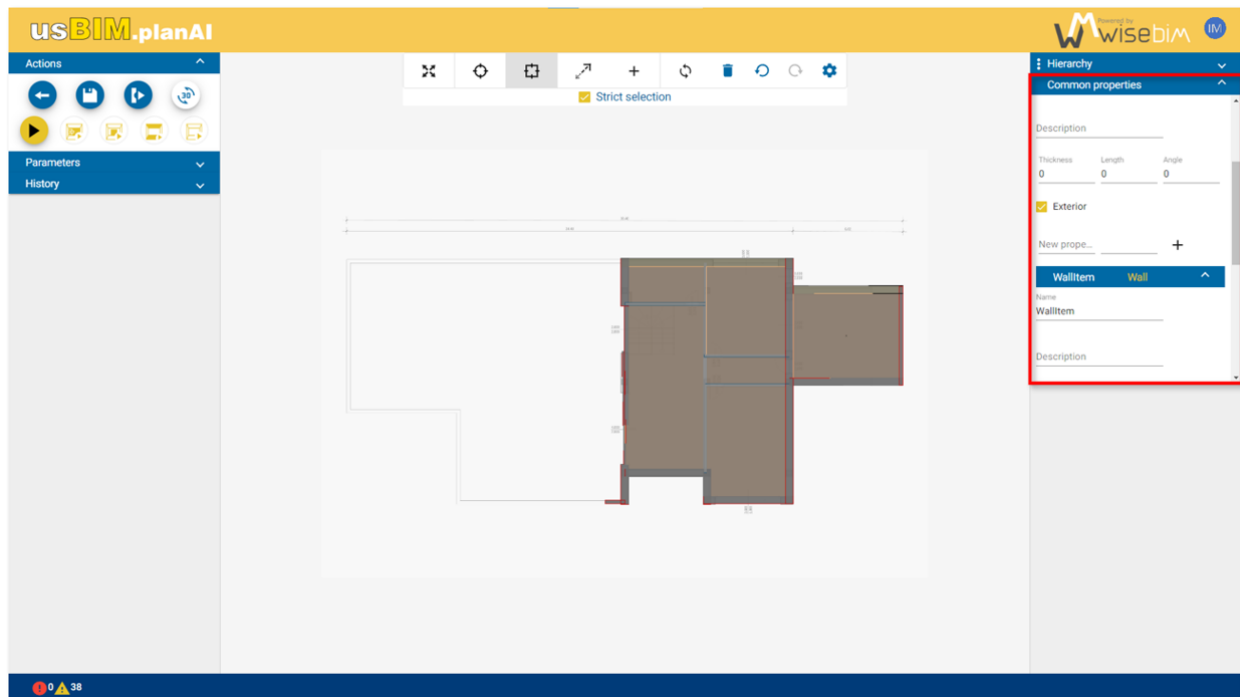 usBIM.planAI
Powered by
wisebim
IM
Actions
30
Parameters
History
Strict selection
Hierarchy
Common properties
Description
Thickness Length Angle
0 0 0
Exterior
New prope...
WallItem Wall
Name
WallItem
Description
0 38